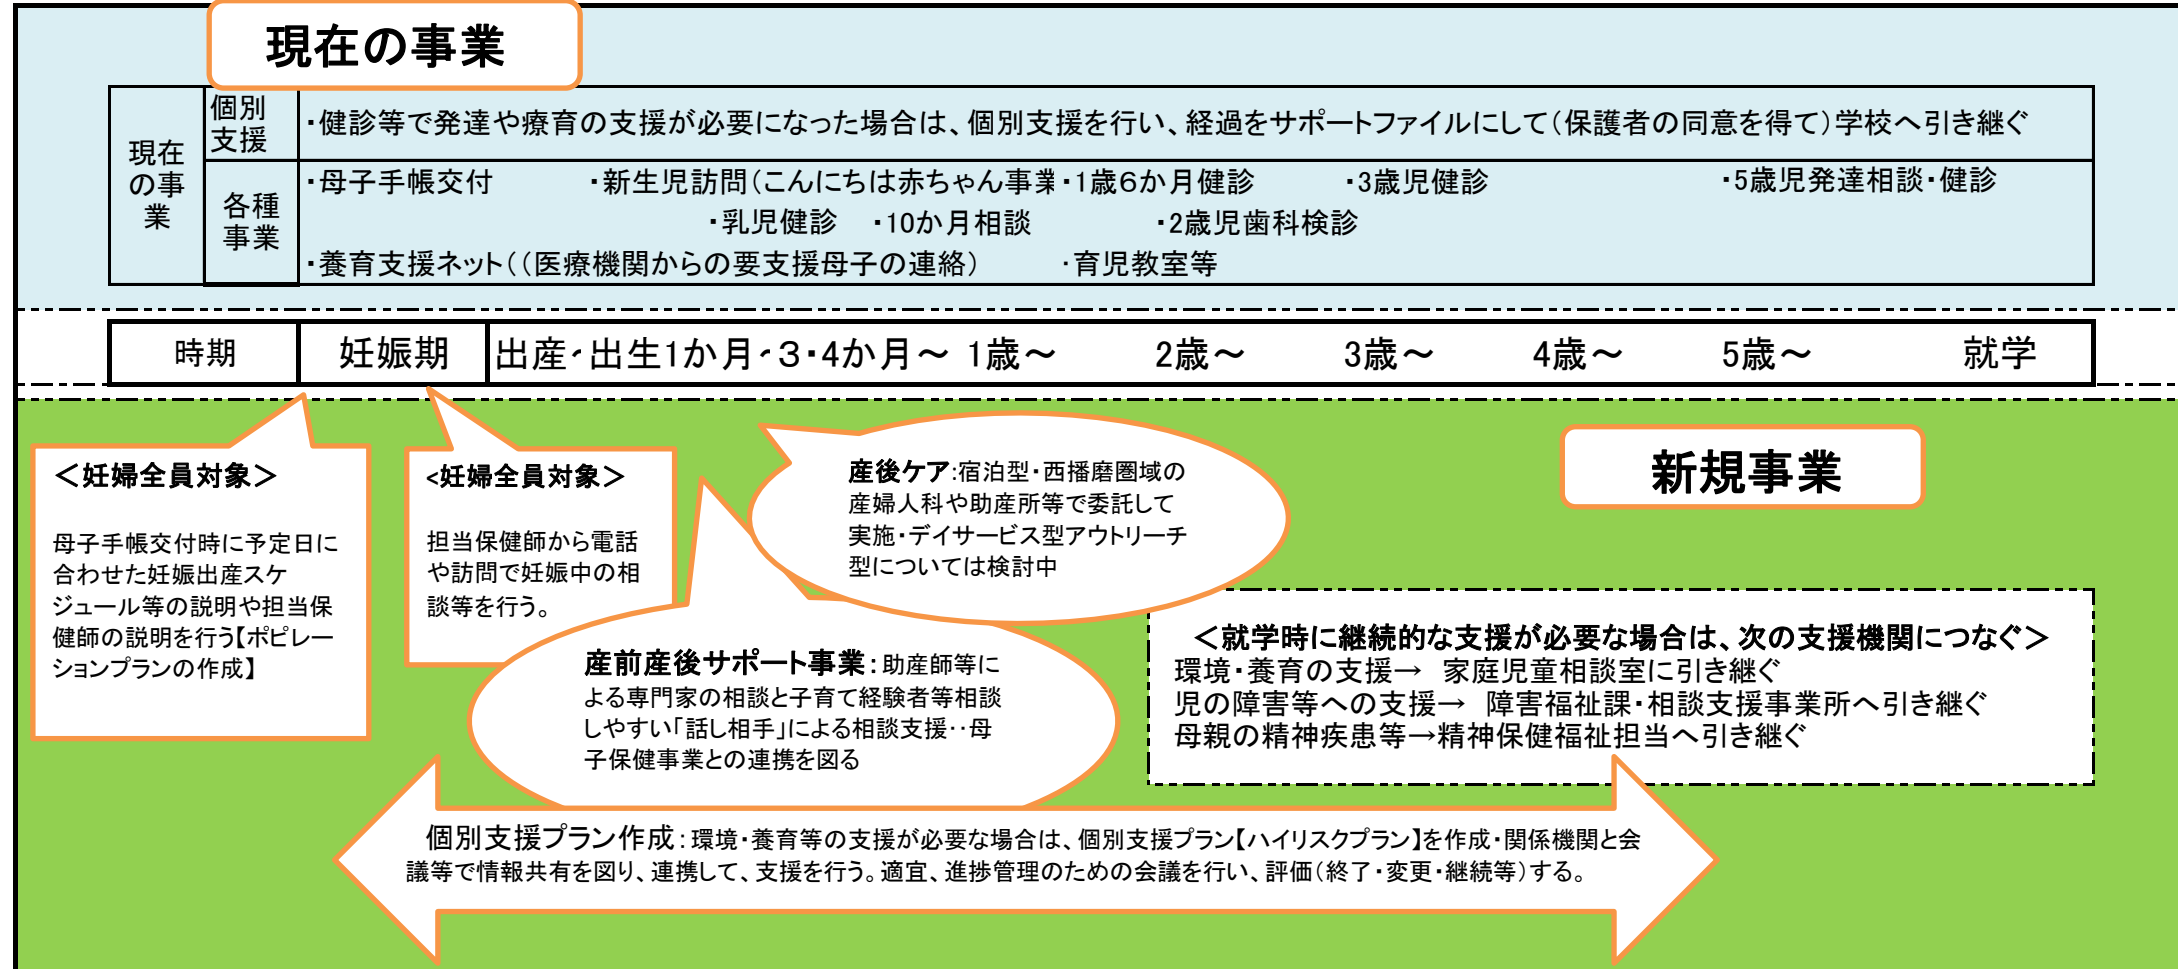 現在の事業
現在
の事
業
個別
支援
・健診等で発達や療育の支援が必要になった場合は、個別支援を行い、経過をサポートファイルにして(保護者の同意を得て)学校へ引き継ぐ
各種
事業
・母子手帳交付 ・新生児訪問(こんにちは赤ちゃん事業 ・1歳6か月健診 ・3歳児健診 ・5歳児発達相談・健診
・乳児健診 ・10か月相談 ・2歳児歯科検診
・養育支援ネット((医療機関からの要支援母子の連絡) ・育児教室等
時期 妊娠期 出産~出生1か月~3・4か月～ 1歳～ 2歳～ 3歳～ 4歳～ 5歳～ 就学
＜妊婦全員対象＞
母子手帳交付時に予定日に
合わせた妊娠出産スケ
ジュール等の説明や担当保
健師の説明を行う【ポピレー
ションプランの作成】
<妊婦全員対象＞
担当保健師から電話
や訪問で妊娠中の相
談等を行う。
産後ケア:宿泊型・西播磨圏域の
産婦人科や助産所等で委託して
実施・デイサービス型アウトリーチ
型については検討中
新規事業
産前産後サポート事業:助産師等に
よる専門家の相談と子育て経験者等相談
しやすい「話し相手」による相談支援‥母
子保健事業との連携を図る
＜就学時に継続的な支援が必要な場合は、次の支援機関につなぐ＞
環境・養育の支援→ 家庭児童相談室に引き継ぐ
児の障害等への支援→ 障害福祉課・相談支援事業所へ引き継ぐ
母親の精神疾患等→精神保健福祉担当へ引き継ぐ
個別支援プラン作成:環境・養育等の支援が必要な場合は、個別支援プラン【ハイリスクプラン】を作成・関係機関と会
議等で情報共有を図り、連携して、支援を行う。適宜、進捗管理のための会議を行い、評価(終了・変更・継続等)する。